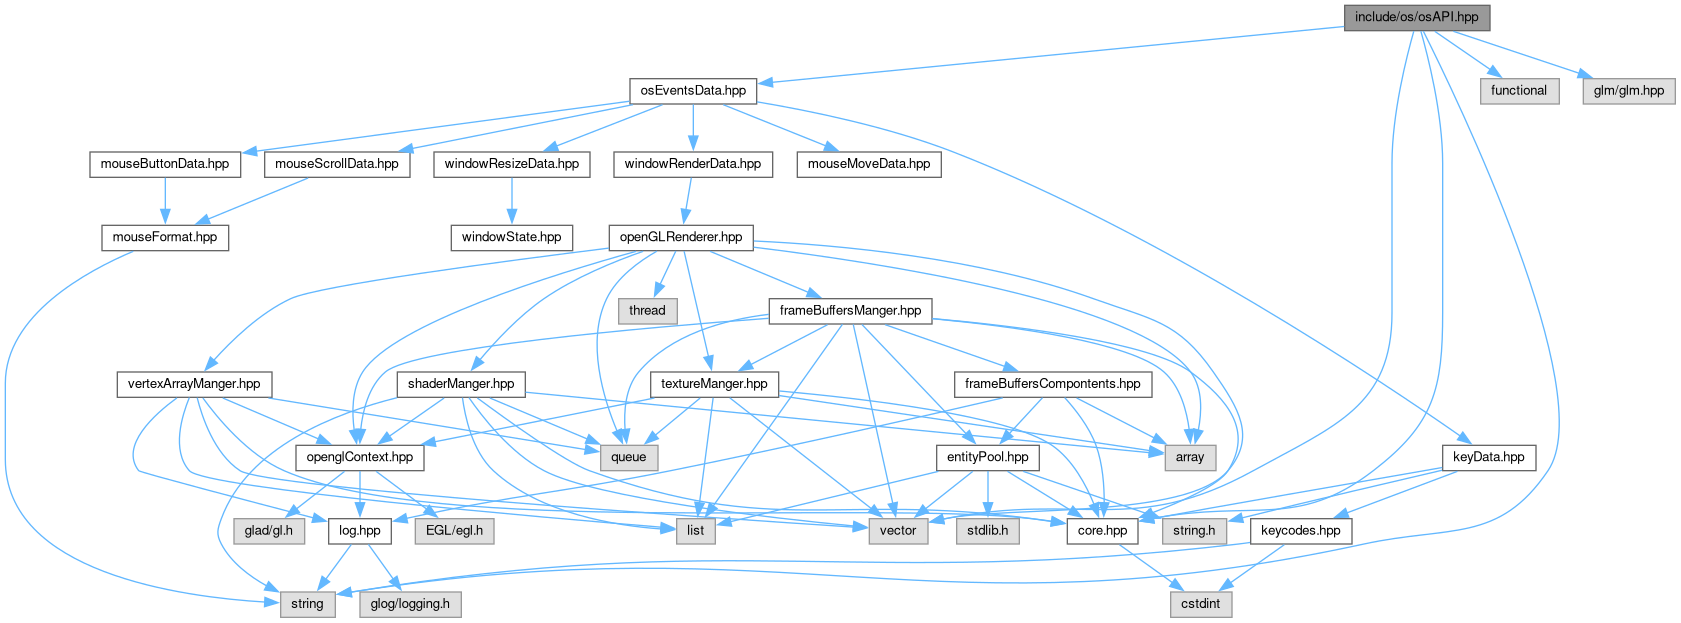 include/os/osAPI.hpp
osEventsData.hpp
functional
glm/glm.hpp
mouseButtonData.hpp
mouseScrollData.hpp
windowResizeData.hpp
windowRenderData.hpp
mouseMoveData.hpp
mouseFormat.hpp
windowState.hpp
openGLRenderer.hpp
thread
frameBuffersManger.hpp
vertexArrayManger.hpp
shaderManger.hpp
textureManger.hpp
frameBuffersCompontents.hpp
openglContext.hpp
queue
entityPool.hpp
array
keyData.hpp
glad/gl.h
log.hpp
EGL/egl.h
list
vector
stdlib.h
core.hpp
string.h
keycodes.hpp
string
glog/logging.h
cstdint